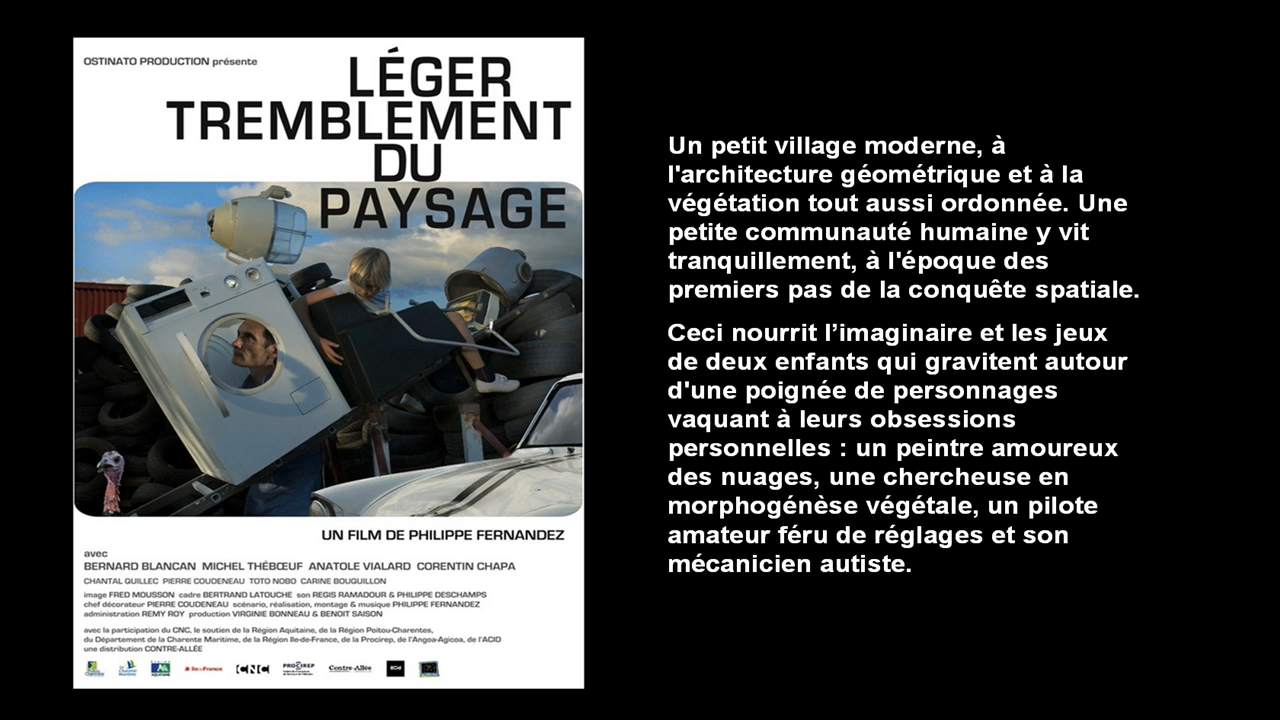 OSTINATO PRODUCTION présente
LÉGER
TREMBLEMENT
DU
PAYSAGE
UN FILM DE PHILIPPE FERNANDEZ
avec
BERNARD BLANCAN MICHEL THÉBŒUF ANATOLE VIALARD CORENTIN CHAPA
CHANTAL QUILLEC PIERRE COUDENEAU TOTO NOBO CARINE BOUQUILLON
image FRED MOUSSON cadre BERTRAND LATOUCHE son REGIS RAMADOUR & PHILIPPE DESCHAMPS
chef décorateur PIERRE COUDENEAU scénario, réalisation, montage & musique PHILIPPE FERNANDEZ
administration REMY ROY production VIRGINIE BONNEAU & BENOIT SAISON
avec la participation du CNC, le soutien de la Région Aquitaine, de la Région Poitou-Charentes,
du Département de la Charente Maritime, de la Région Ile-de-France, de la Procirep, de l'Angoa-Agicoa, de l'ACID
une distribution CONTRE-ALLÉE
île de France CNC PROCIREP Contre-Allée
Un petit village moderne, à
l'architecture géométrique et à la
végétation tout aussi ordonnée. Une
petite communauté humaine y vit
tranquillement, à l'époque des
premiers pas de la conquête spatiale.
Ceci nourrit l’imaginaire et les jeux
de deux enfants qui gravitent autour
d'une poignée de personnages
vaquant à leurs obsessions
personnelles : un peintre amoureux
des nuages, une chercheuse en
morphogénèse végétale, un pilote
amateur féru de réglages et son
mécanicien autiste.